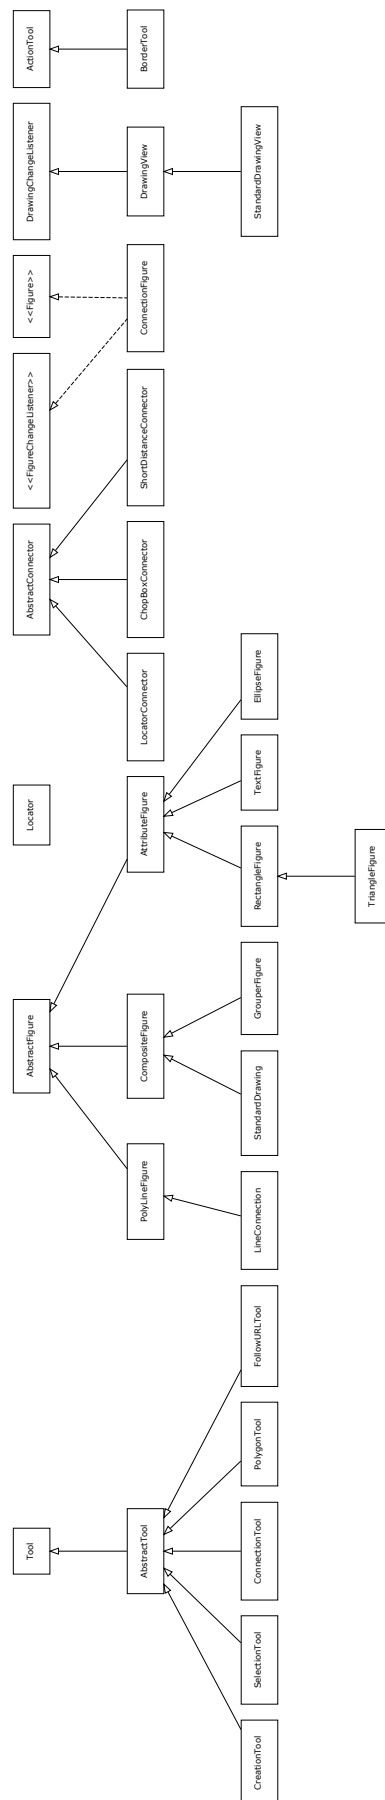 ActionTool
BorderTool
DrawingChangeListener
DrawingView
StandardDrawingView
<<Figure>>
ConnectionFigure
<<FigureChangeListener>>
ShortDistanceConnector
AbstractConnector
ChopBoxConnector
LocatorConnector
EllipseFigure
TextFigure
Locator
AttributeFigure
RectangleFigure
TriangleFigure
GrouperFigure
AbstractFigure
CompositeFigure
StandardDrawing
PolyLineFigure
LineConnection
FollowURLTool
PolygonTool
Tool
AbstractTool
ConnectionTool
SelectionTool
CreationTool